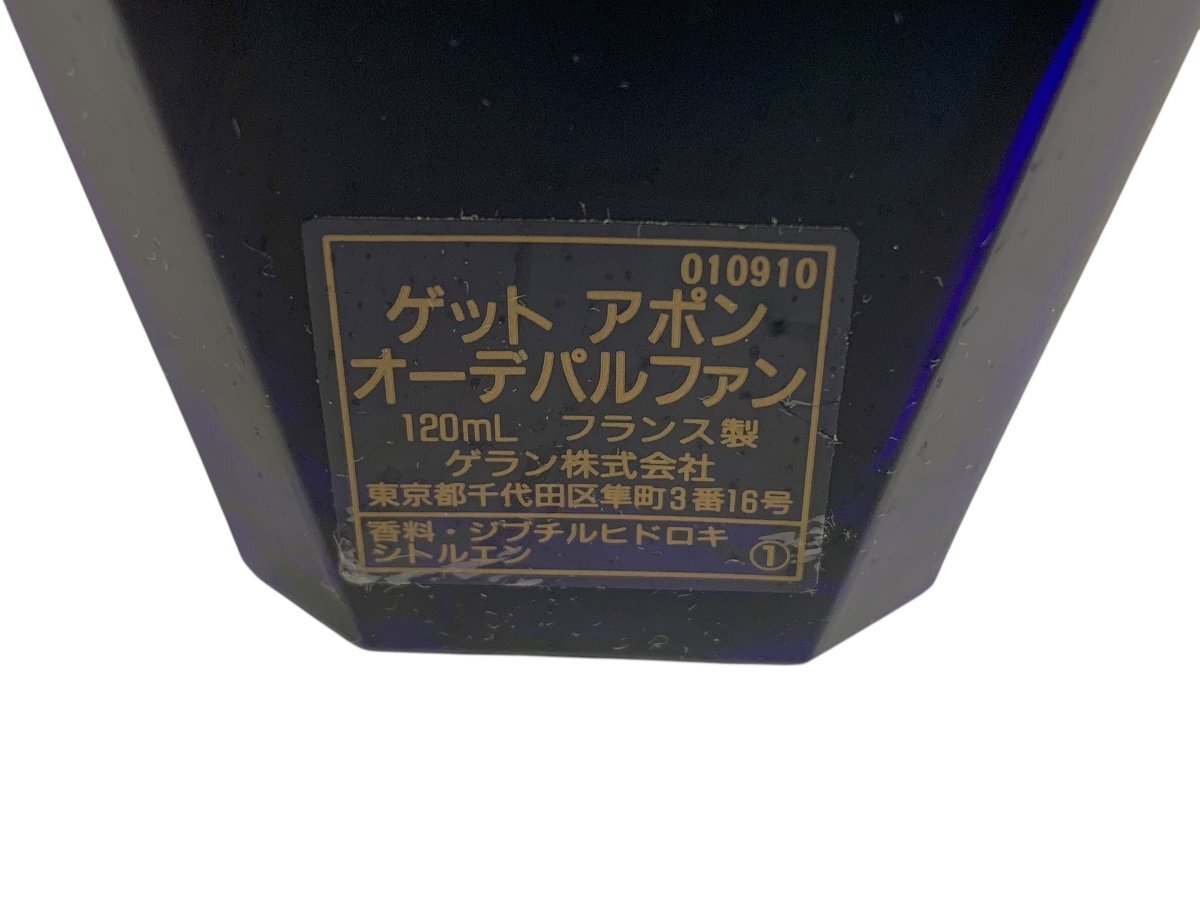 010910
ゲット アポン
オーデパルファン
120mL フランス製
ゲラン株式会社
東京都千代田区隼町3番16号
香料・ジブチルヒドロキ
シトルエン ①